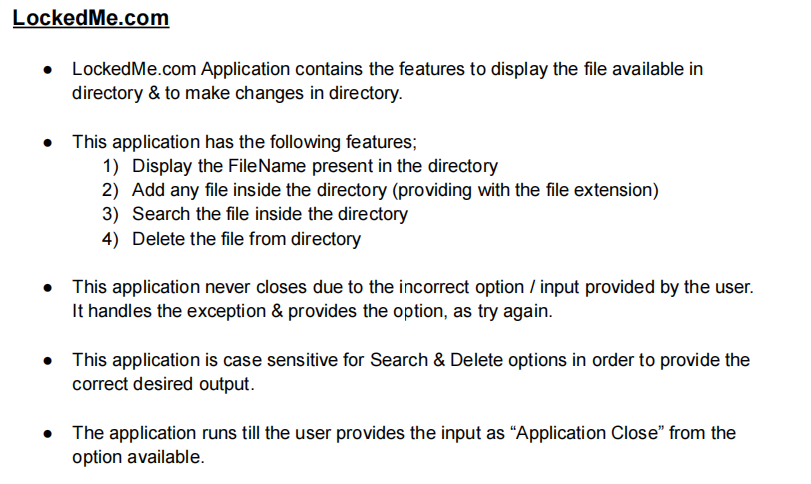 LockedMe.com
● LockedMe.com Application contains the features to display the file available in
directory & to make changes in directory.
● This application has the following features;
1) Display the FileName present in the directory
2) Add any file inside the directory (providing with the file extension)
3) Search the file inside the directory
4) Delete the file from directory
● This application never closes due to the incorrect option / input provided by the user.
It handles the exception & provides the option, as try again.
● This application is case sensitive for Search & Delete options in order to provide the
correct desired output.
● The application runs till the user provides the input as “Application Close” from the
option available.